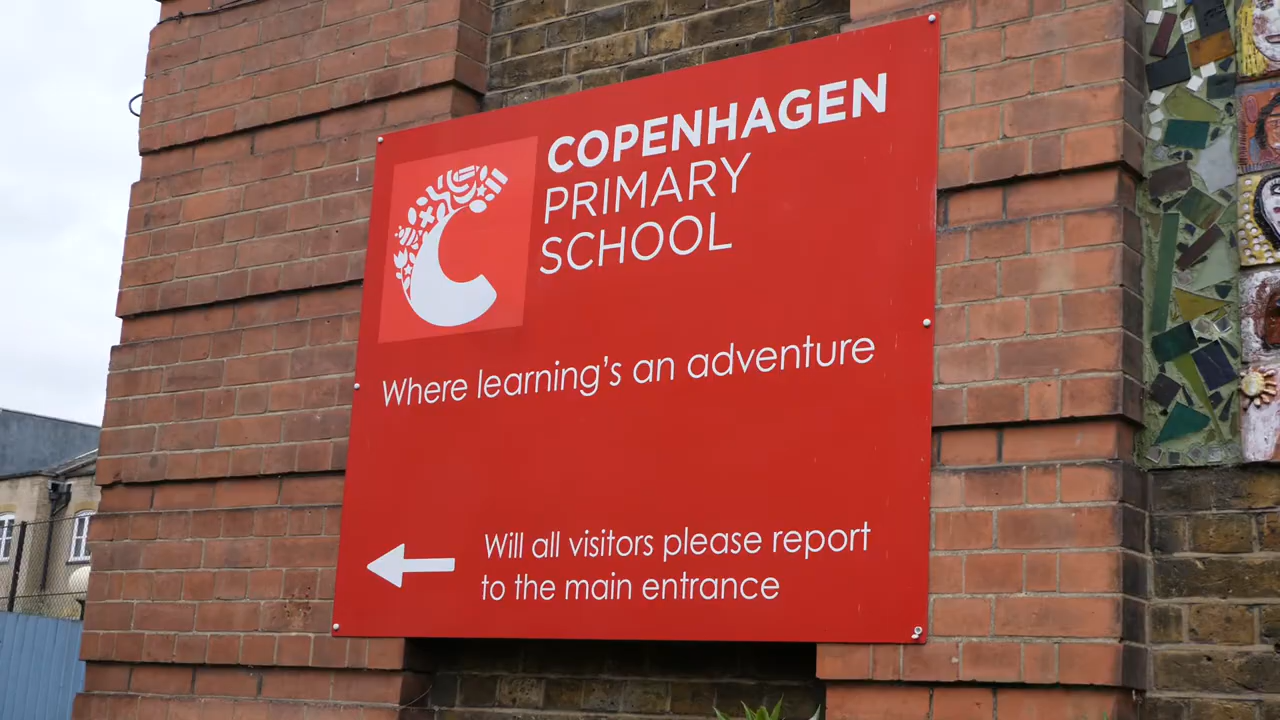 COPENHAGEN
PRIMARY
SCHOOL
Where learning's an adventure
Will all visitors please report
to the main entrance